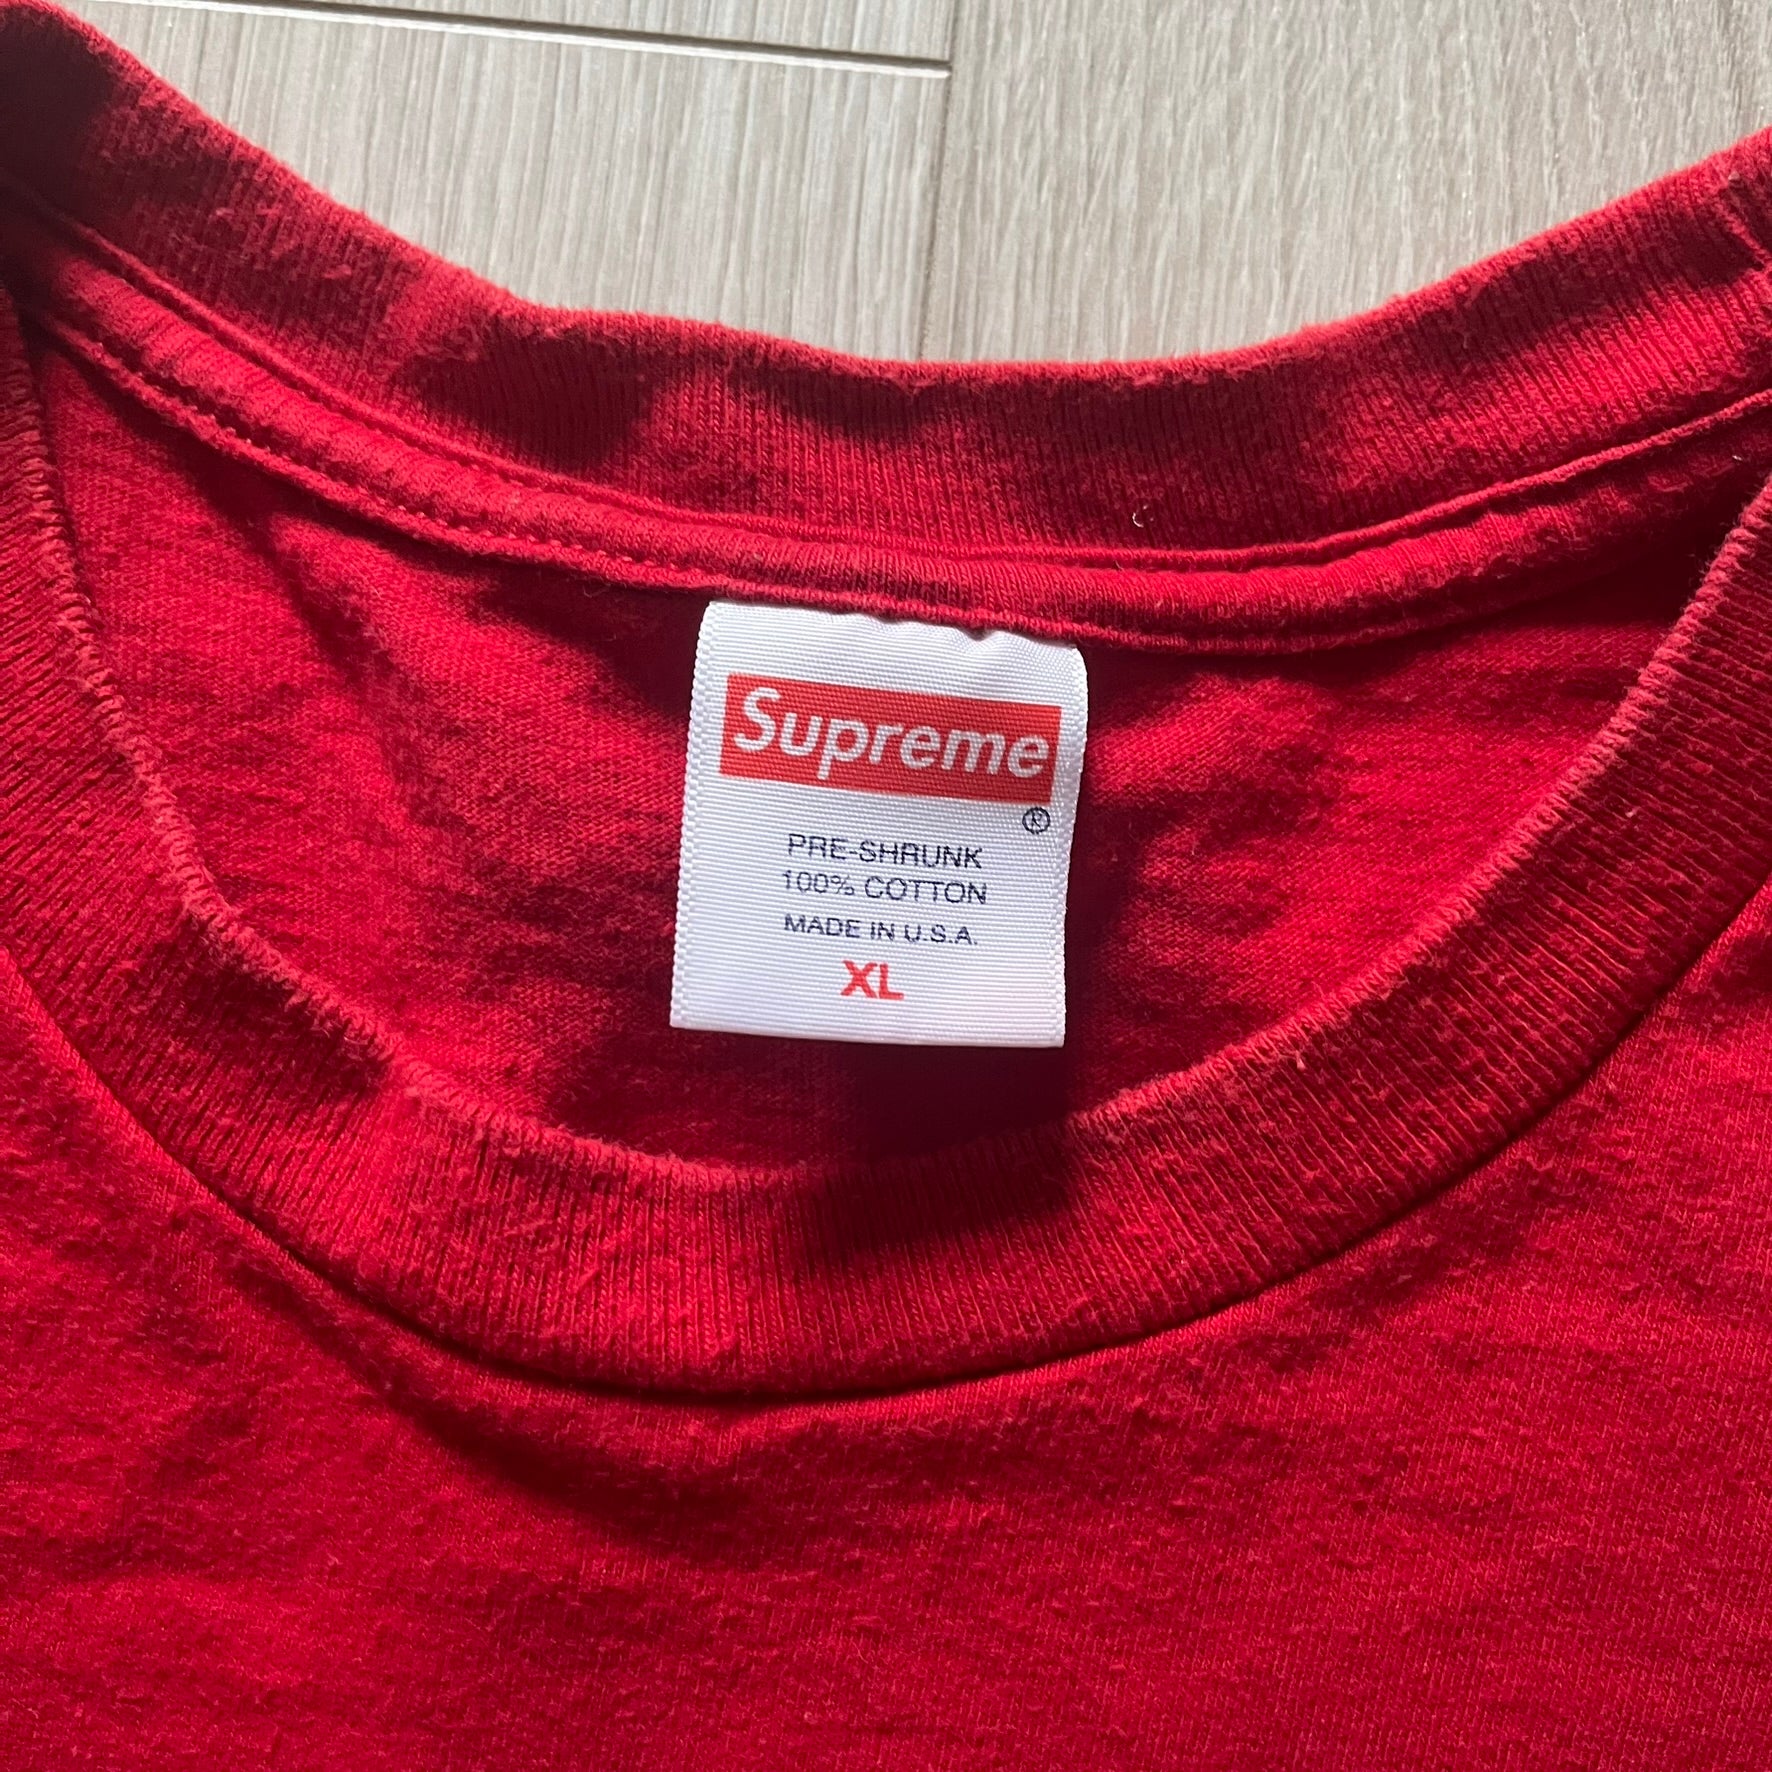 Supreme
®
PRE-SHRUNK
100% COTTON
MADE IN U.S.A.
XL